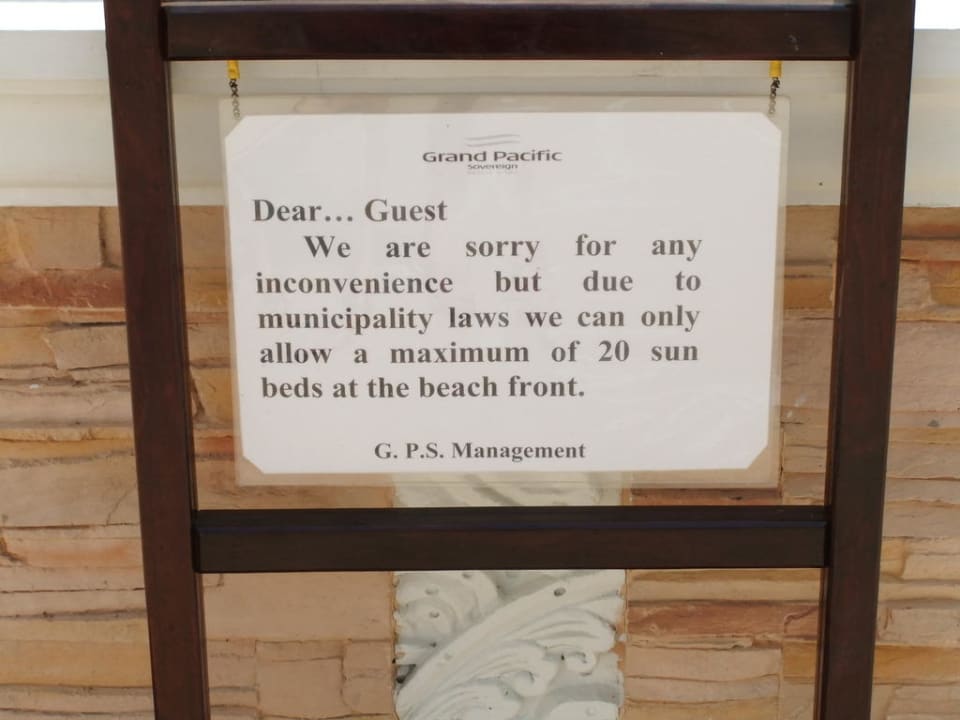 Grand Pacific
Sovereign
Dear... Guest
We are sorry for any
inconvenience but due to
municipality laws we can only
allow a maximum of 20 sun
beds at the beach front.
G. P.S. Management